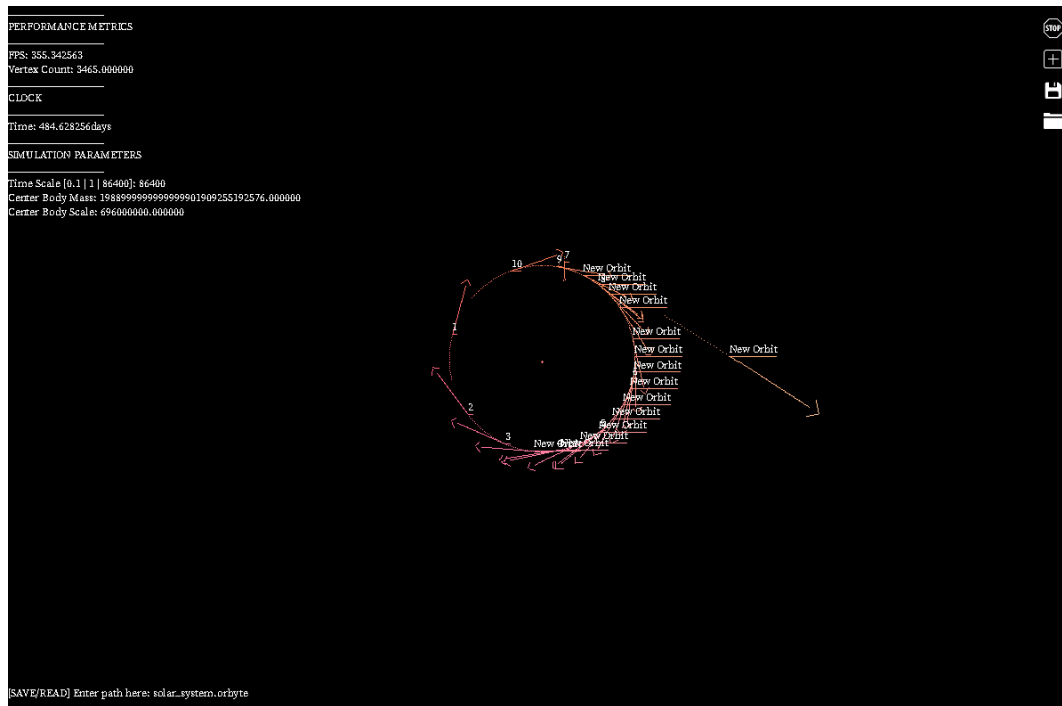 PERFORMANCE METRICS
STOP
FPS: 355.342563
Vertex Count: 3465.000000
CLOCK
Time: 484.628256days
SIMULATION PARAMETERS
Time Scale [0.1 | 1 | 86400]: 86400
Center Body Mass: 1988999999999999901909255192576.000000
Center Body Scale: 696000000.000000
7
9
10
New Orbit
New Orbit
New Orbit
New Orbit
1
New Orbit
New Orbit
New Orbit
New Orbit
New Orbit
New Orbit
2
New Orbit
New Orbit
3
New Orbit
New Orbit
[SAVE/READ] Enter path here: solar_system.orbyte